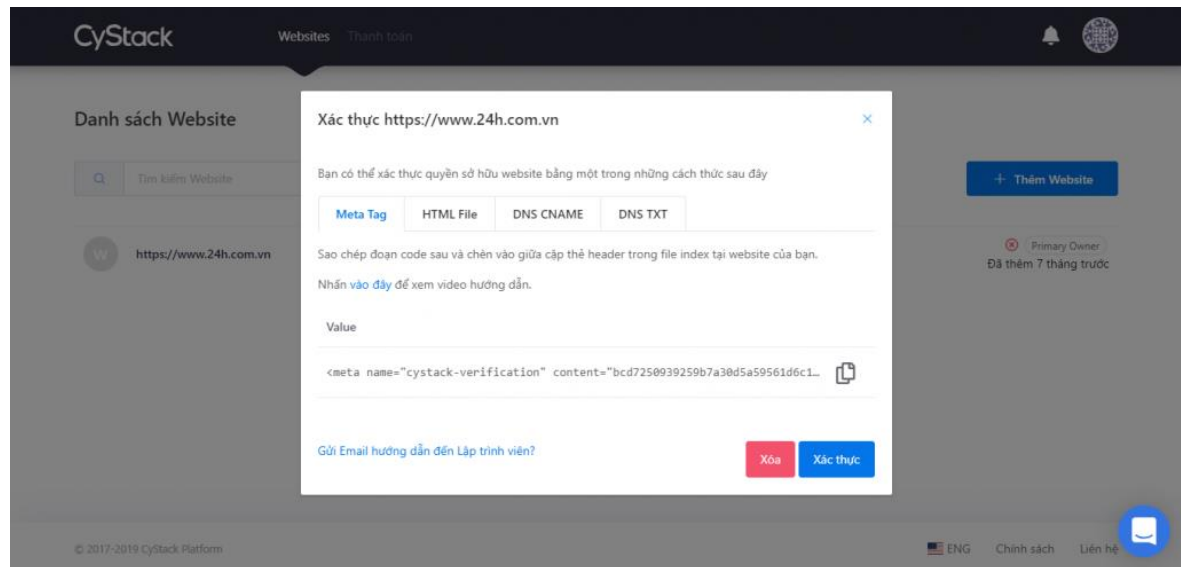 CyStack
Websites Thanh toán
Danh sách Website
Tìm kiếm Website
+ Thêm Website
W https://www.24h.com.vn
Primary Owner
Đã thêm 7 tháng trước
Xác thực https://www.24h.com.vn ×
Bạn có thể xác thực quyền sở hữu website bằng một trong những cách thức sau đây
Meta Tag HTML File DNS CNAME DNS TXT
Sao chép đoạn code sau và chèn vào giữa cặp thẻ header trong file index tại website của bạn.
Nhấn vào đây để xem video hướng dẫn.
Value
<meta name="cystack-verification" content="bcd7250939259b7a30d5a59561d6c1…
Gửi Email hướng dẫn đến Lập trình viên?
Xóa Xác thực
© 2017-2019 CyStack Platform
ENG Chính sách Liên hệ